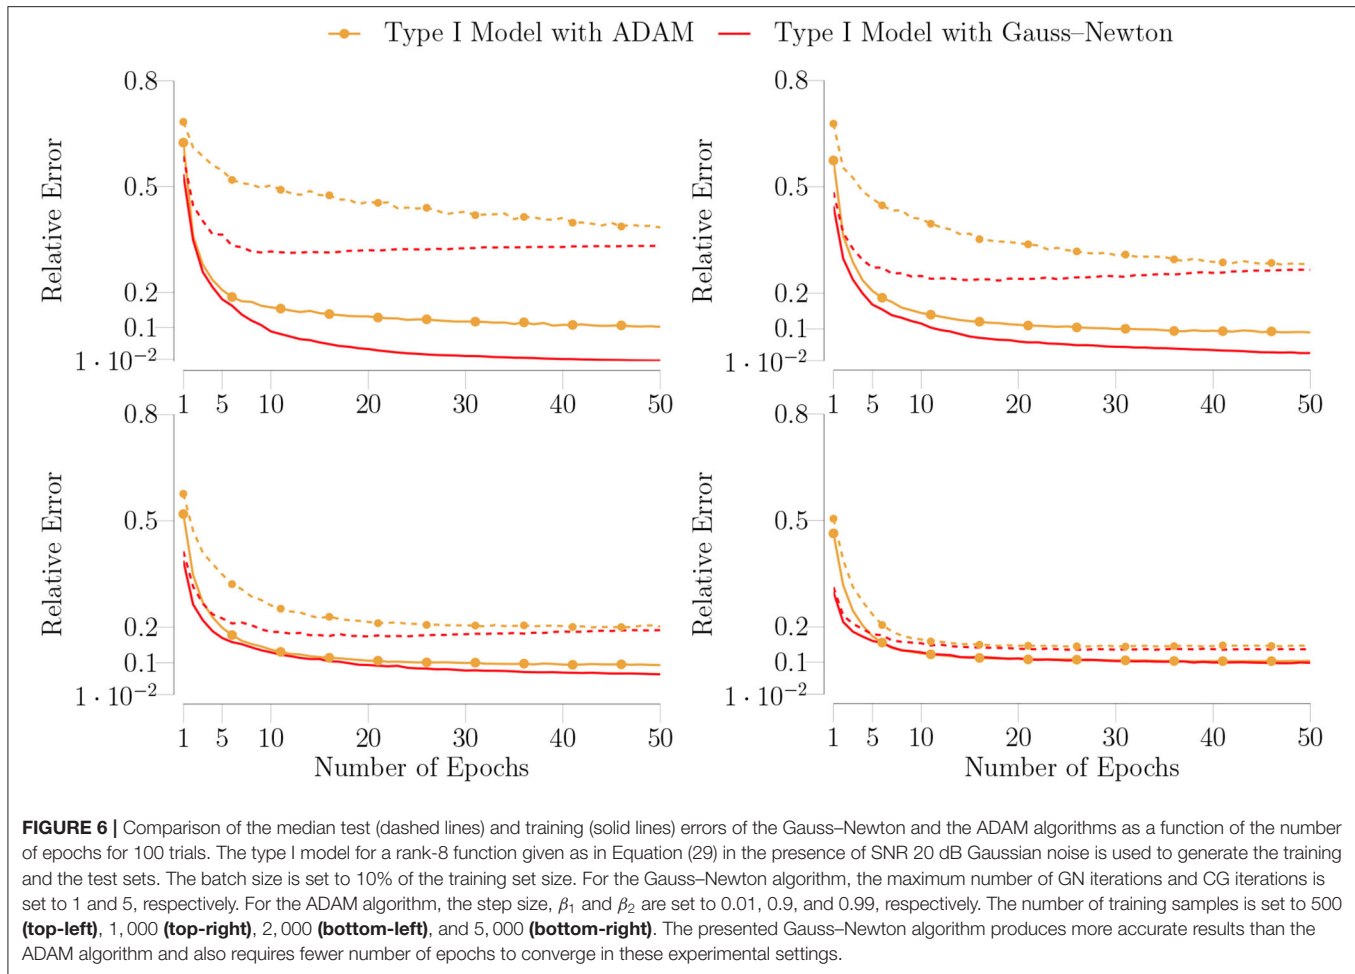 Type I Model with ADAM
Type I Model with Gauss–Newton
0.8
0.5
0.2
0.1
1 · 10⁻²
Relative Error
1 5 10 20 30 40 50
0.8
0.5
0.2
0.1
1 · 10⁻²
Relative Error
1 5 10 20 30 40 50
0.8
0.5
0.2
0.1
1 · 10⁻²
Relative Error
1 5 10 20 30 40 50
Number of Epochs
0.8
0.5
0.2
0.1
1 · 10⁻²
Relative Error
1 5 10 20 30 40 50
Number of Epochs
FIGURE 6 | Comparison of the median test (dashed lines) and training (solid lines) errors of the Gauss–Newton and the ADAM algorithms as a function of the number
of epochs for 100 trials. The type I model for a rank-8 function given as in Equation (29) in the presence of SNR 20 dB Gaussian noise is used to generate the training
and the test sets. The batch size is set to 10% of the training set size. For the Gauss–Newton algorithm, the maximum number of GN iterations and CG iterations is
set to 1 and 5, respectively. For the ADAM algorithm, the step size, β₁ and β₂ are set to 0.01, 0.9, and 0.99, respectively. The number of training samples is set to 500
(top-left), 1, 000 (top-right), 2, 000 (bottom-left), and 5, 000 (bottom-right). The presented Gauss–Newton algorithm produces more accurate results than the
ADAM algorithm and also requires fewer number of epochs to converge in these experimental settings.